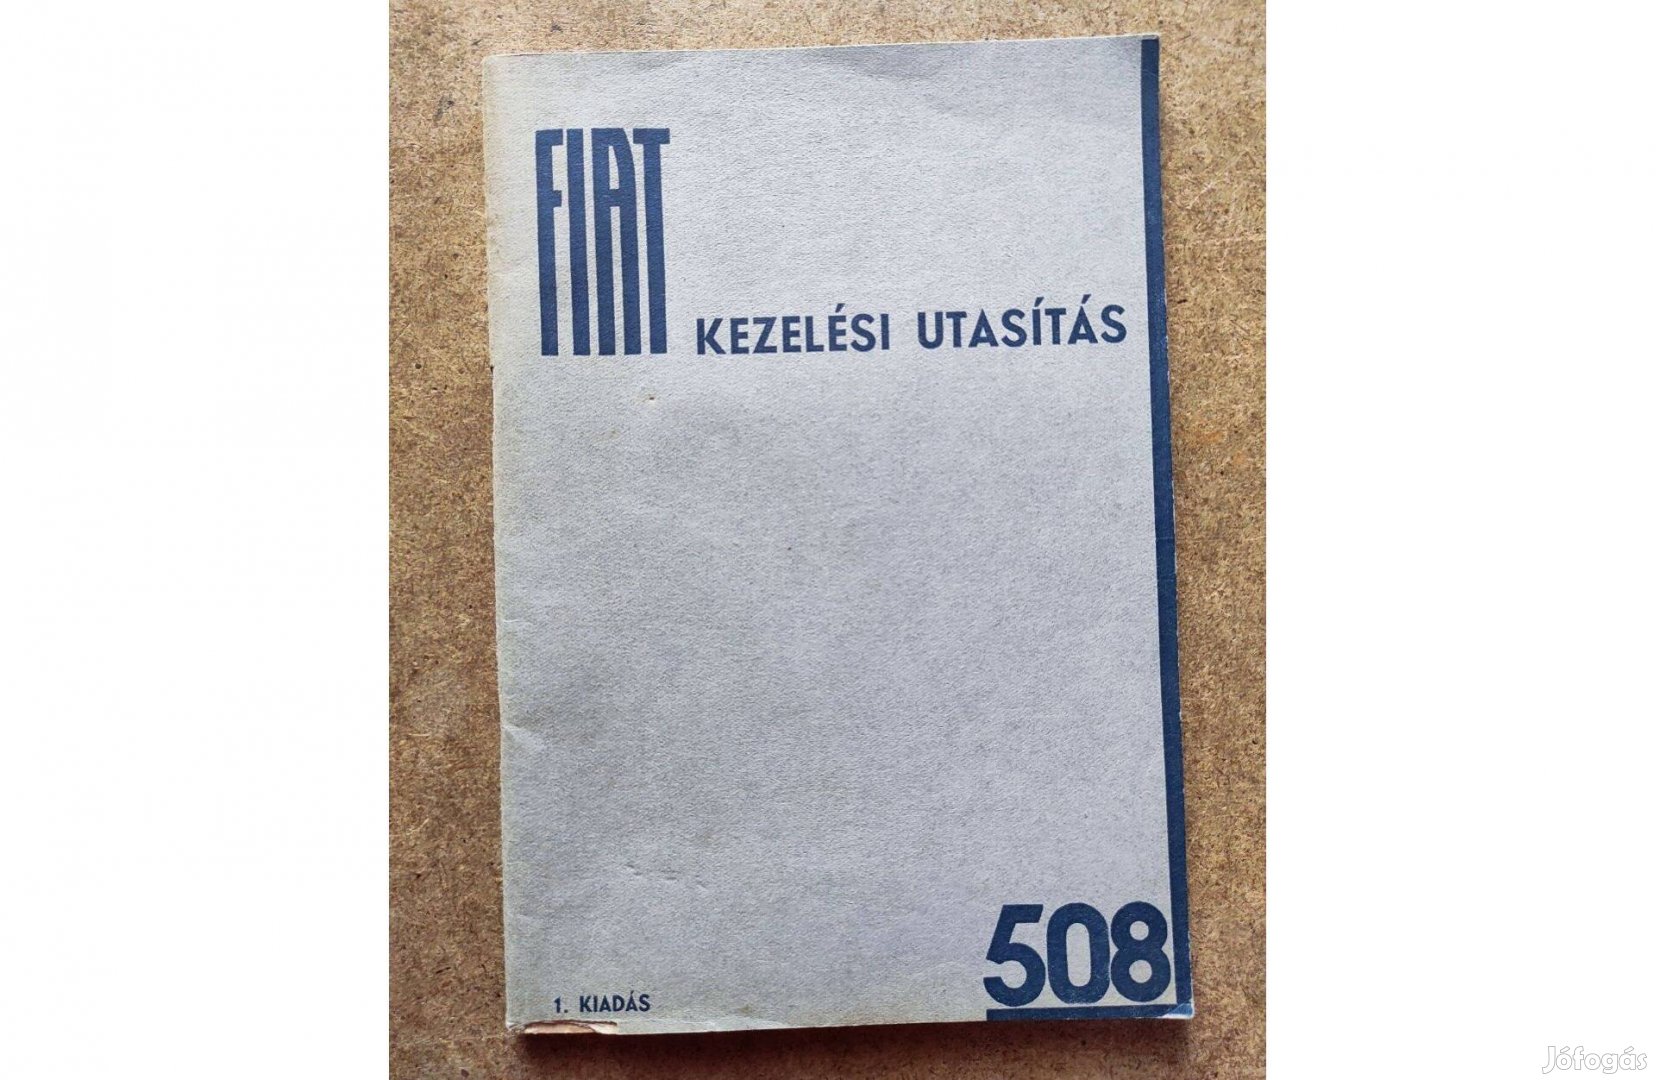 FIAT
KEZELÉSI UTASÍTÁS
508
1. KIADÁS
Jófogás